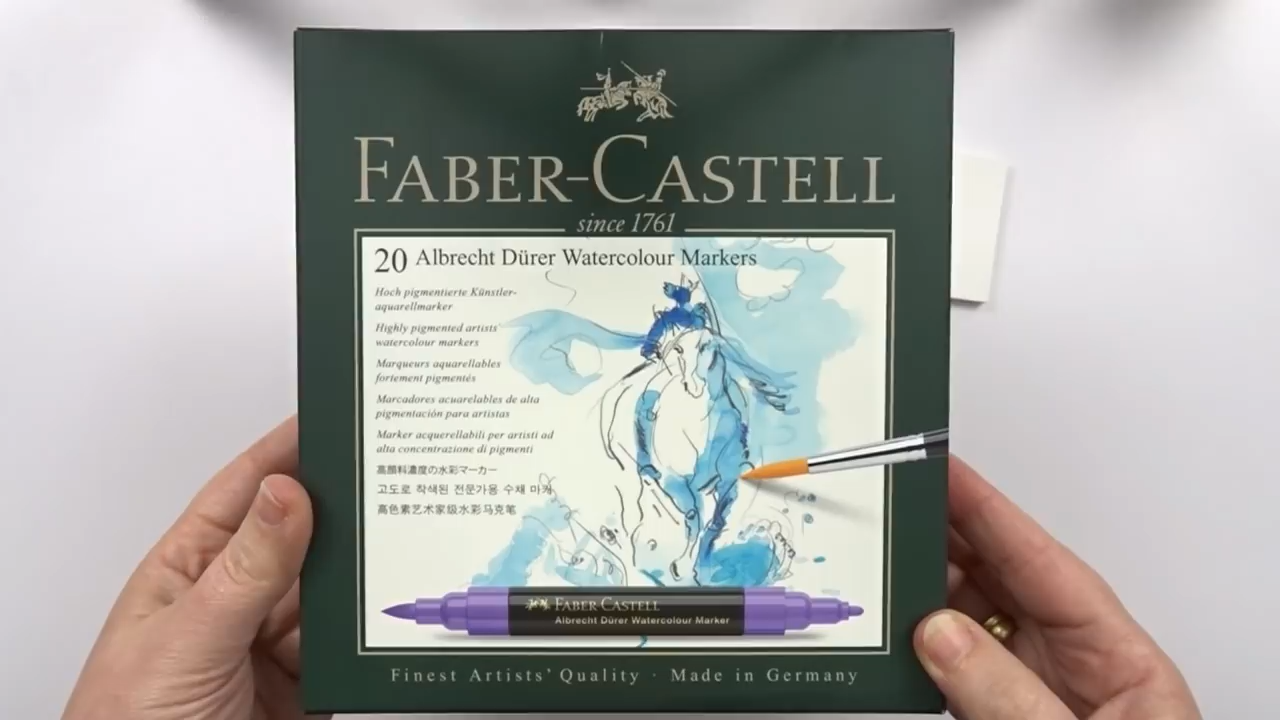 FABER-CASTELL
since 1761
20 Albrecht Dürer Watercolour Markers
Hoch pigmentierte Künstler-
aquarellmarker
Highly pigmented artists'
watercolour markers
Marqueurs aquarellables
fortement pigmentés
Marcadores acuarelables de alta
pigmentación para artistas
Marker acquerellabili per artisti ad
alta concentrazione di pigmenti
高顔料濃度の水彩マーカー
고도로 착색된 전문가용 수채 마커
高色素艺术家级水彩马克笔
FABER-CASTELL
Albrecht Dürer Watercolour Marker
Finest Artists' Quality · Made in Germany